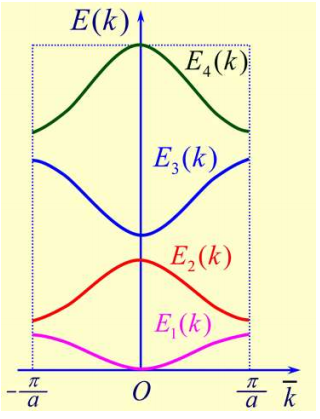 E(k)
E₄(k)
E₃(k)
E₂(k)
E₁(k)
-π/a O π/a k̄